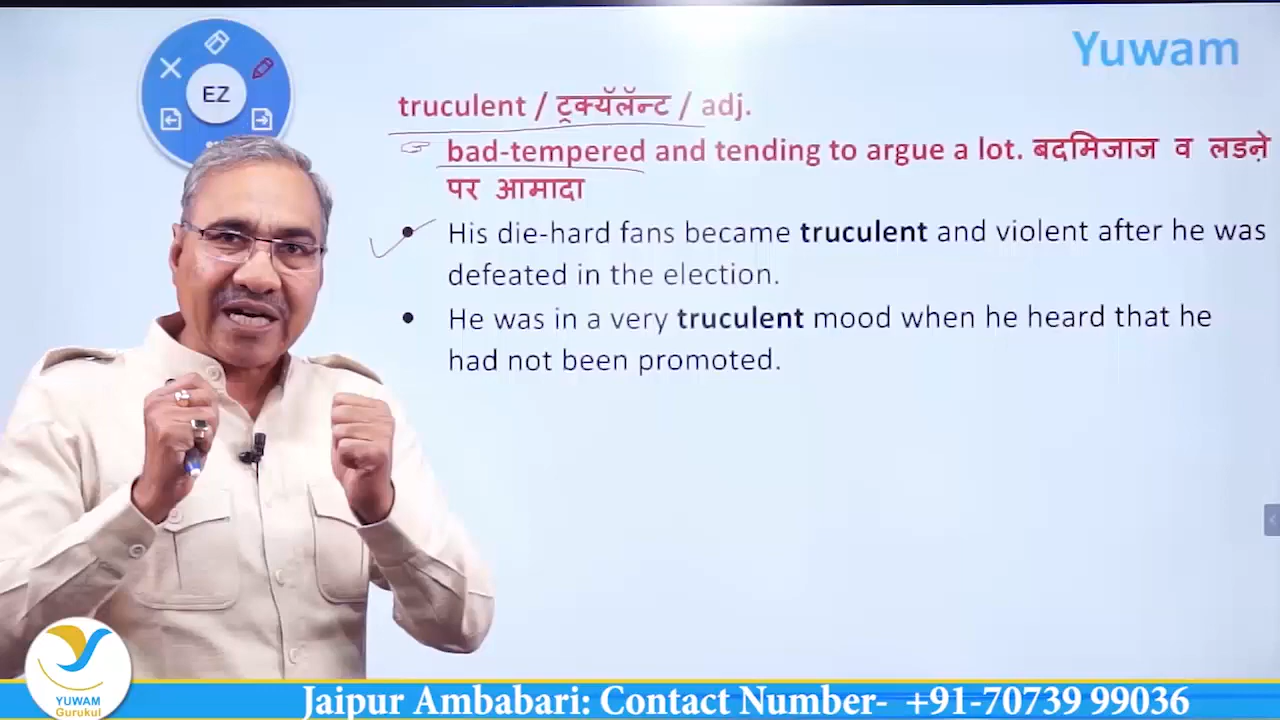 Yuwam
EZ
truculent / ट्रक्यॅलॅन्ट / adj.
bad-tempered and tending to argue a lot. बदमिजाज व लडने़
पर आमादा
His die-hard fans became truculent and violent after he was
defeated in the election.
He was in a very truculent mood when he heard that he
had not been promoted.
YUWAM
Gurukul
Jaipur Ambabari: Contact Number- +91-70739 99036